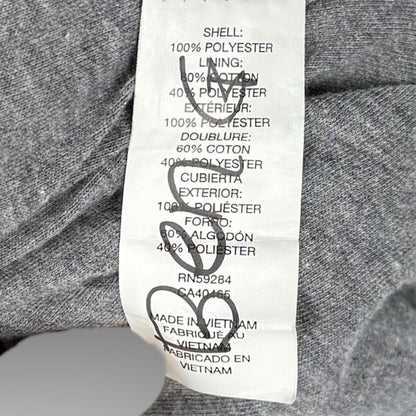 SHELL:
100% POLYESTER
LINING:
60% COTTON
40% POLYESTER
EXTÉRIEUR:
100% POLYESTER
DOUBLURE:
60% COTON
40% POLYESTER
CUBIERTA
EXTERIOR:
100% POLIÉSTER
FORRO:
60% ALGODÓN
40% POLIÉSTER
RN59284
CA40465
MADE IN VIETNAM
FABRIQUÉ AU
VIETNAM
FABRICADO EN
VIETNAM
Ben G